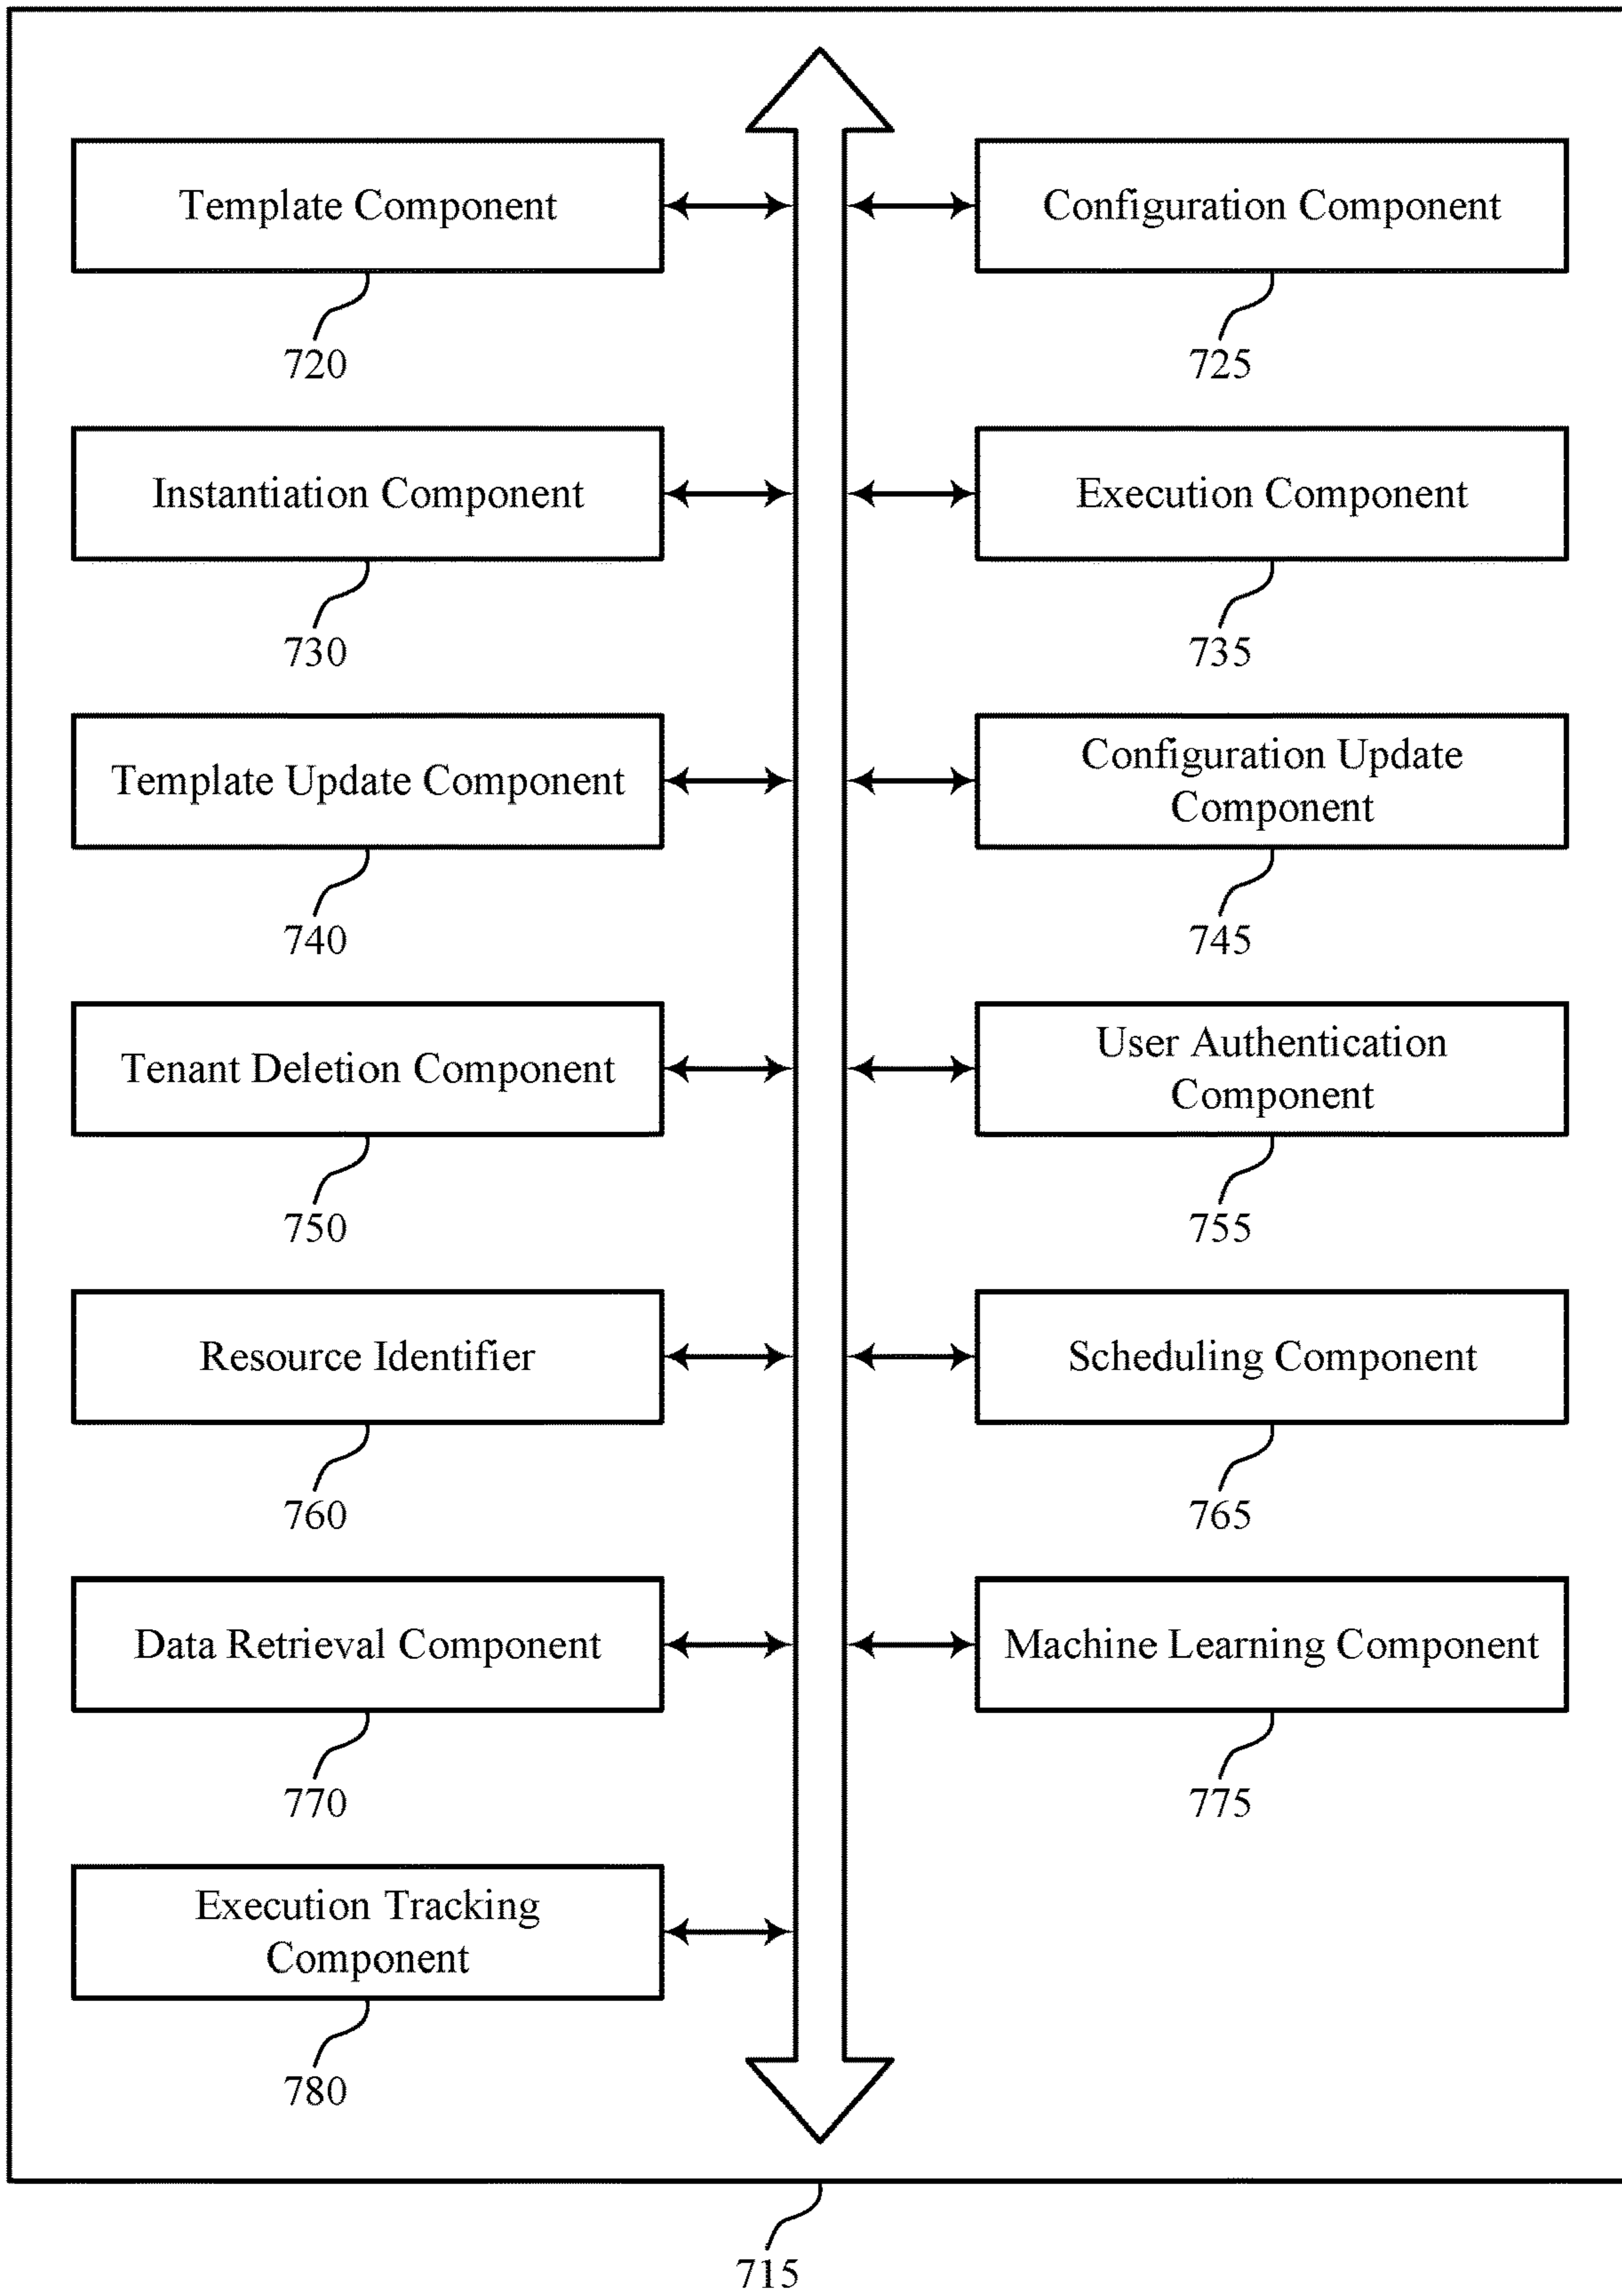 Template Component
Configuration Component
720
725
Instantiation Component
Execution Component
730
735
Template Update Component
Configuration Update
Component
740
745
Tenant Deletion Component
User Authentication
Component
750
755
Resource Identifier
Scheduling Component
760
765
Data Retrieval Component
Machine Learning Component
770
775
Execution Tracking
Component
780
715